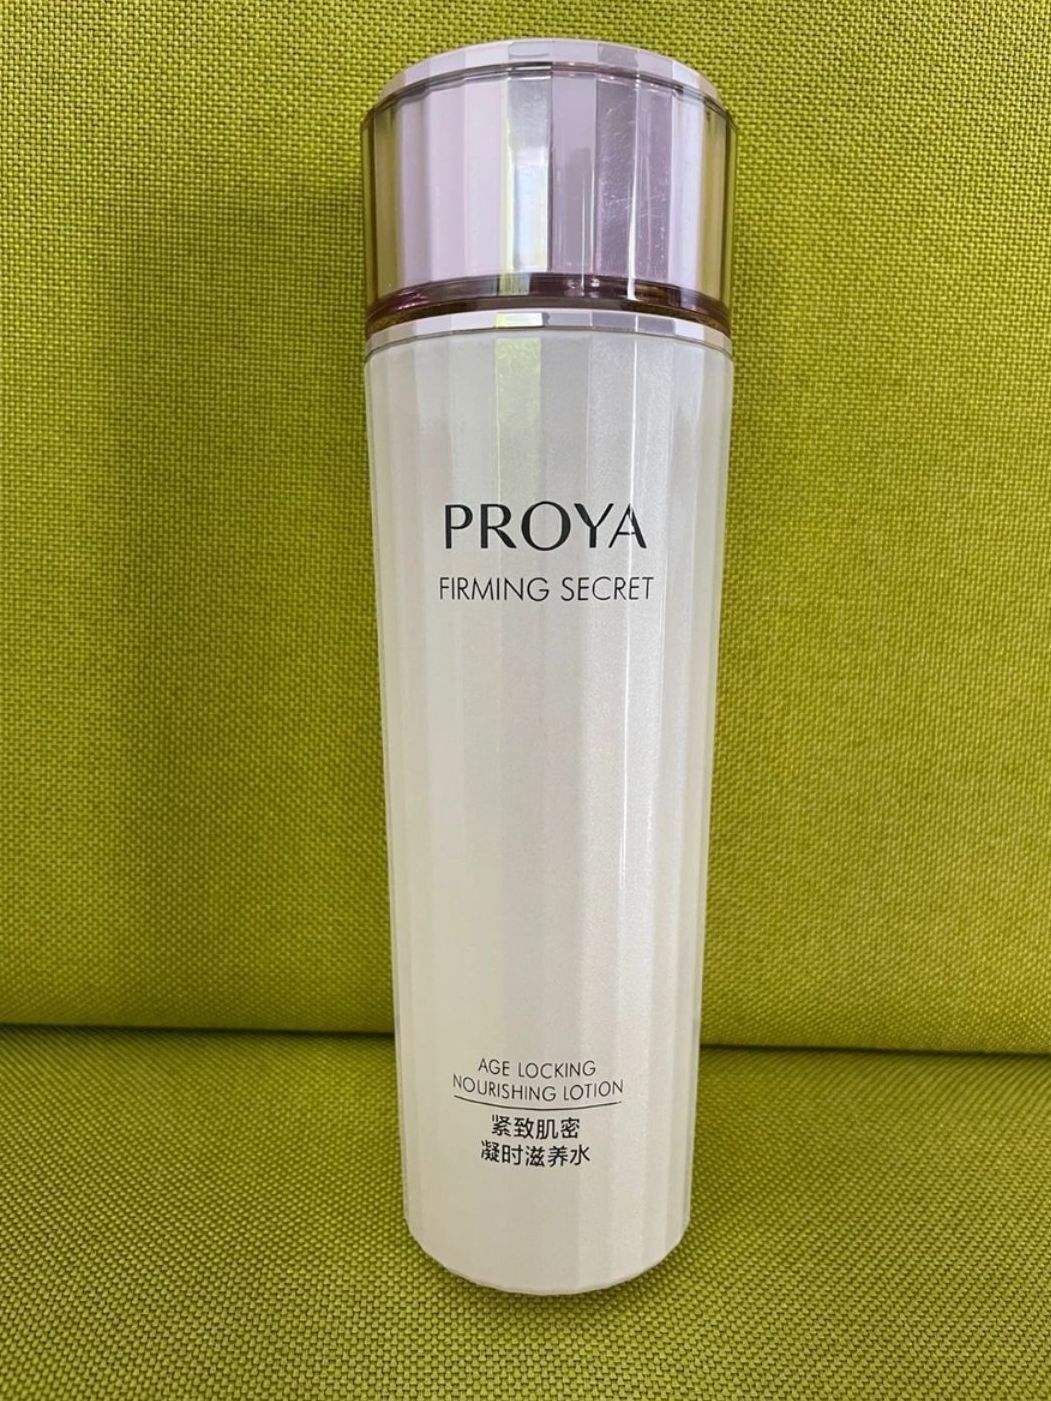 PROYA
FIRMING SECRET
AGE LOCKING
NOURISHING LOTION
紧致肌密
凝时滋养水